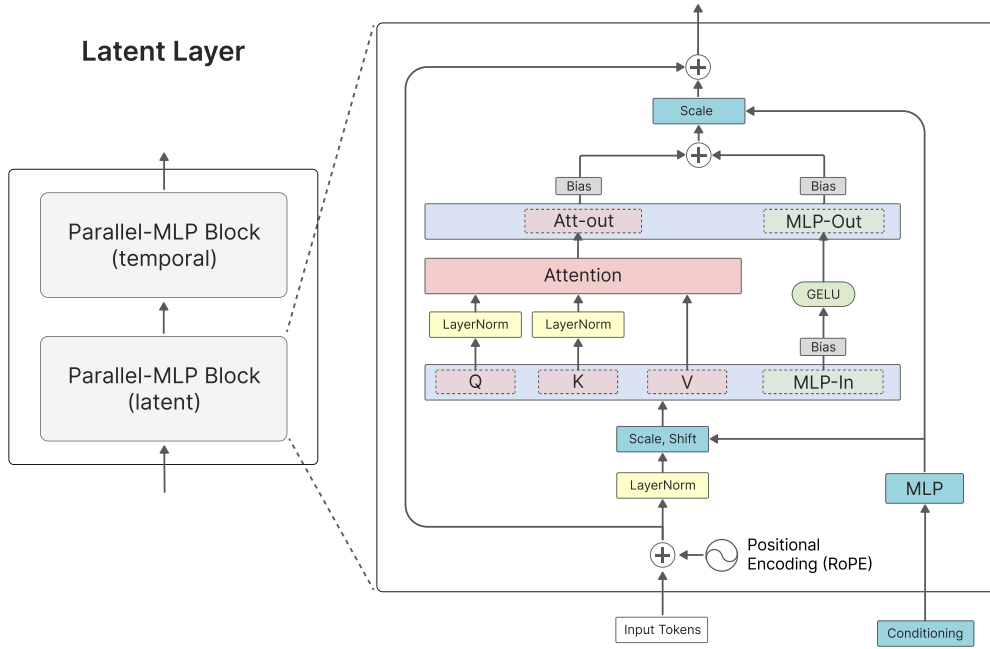 Latent Layer
Parallel-MLP Block
(temporal)
Parallel-MLP Block
(latent)
Scale
Bias
Bias
Att-out
MLP-Out
Attention
GELU
LayerNorm
LayerNorm
Bias
Q
K
V
MLP-In
Scale, Shift
LayerNorm
MLP
Positional
Encoding (RoPE)
Input Tokens
Conditioning